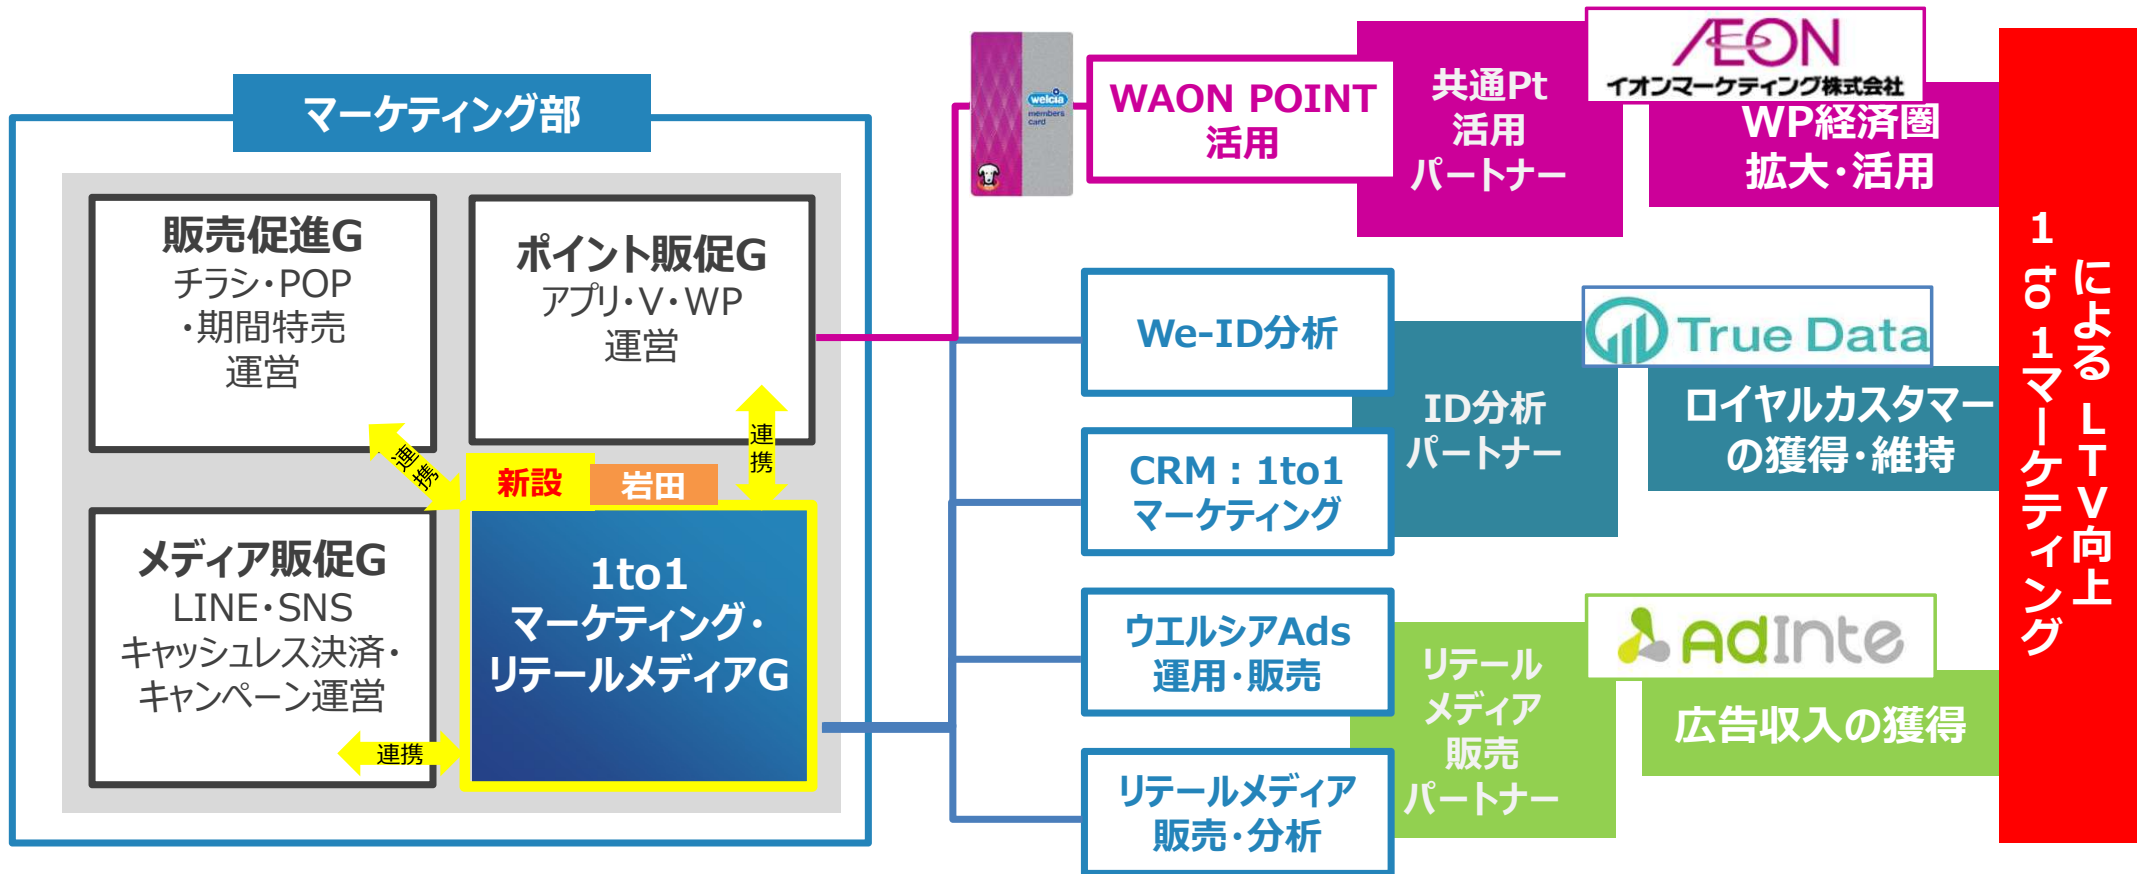 マーケティング部
販売促進G
チラシ・POP
・期間特売
運営
ポイント販促G
アプリ・V・WP
運営
連携
連携
新設
岩田
メディア販促G
LINE・SNS
キャッシュレス決済・
キャンペーン運営
連携
1to1
マーケティング・
リテールメディアG
welcia
members
card
WAON POINT
活用
共通Pt
活用
パートナー
ÆON
イオンマーケティング株式会社
WP経済圏
拡大・活用
We-ID分析
CRM：1to1
マーケティング
ID分析
パートナー
True Data
ロイヤルカスタマー
の獲得・維持
ウエルシアAds
運用・販売
リテールメディア
販売・分析
リテール
メディア
販売
パートナー
AdInte
広告収入の獲得
1to1マーケティング
によるLTV向上